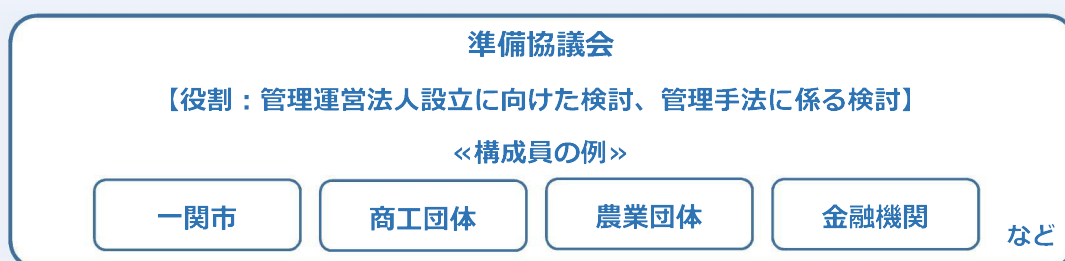 準備協議会
【役割：管理運営法人設立に向けた検討、管理手法に係る検討】
≪構成員の例≫
一関市 商工団体 農業団体 金融機関 など